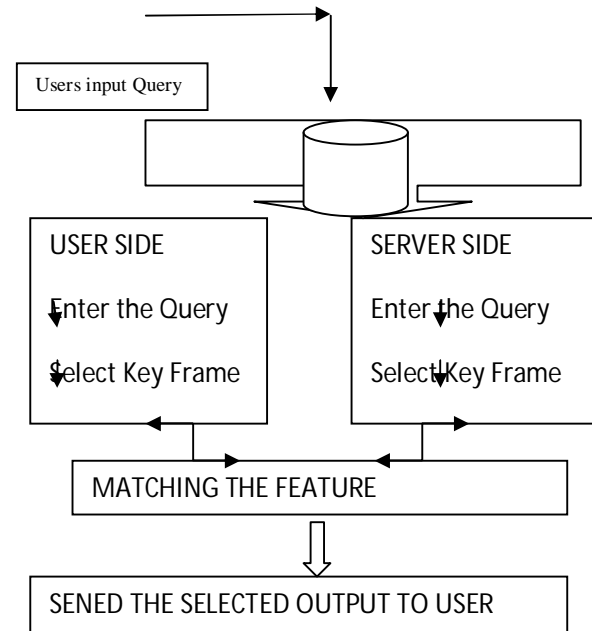 Users input Query
USER SIDE
Enter the Query
Select Key Frame
SERVER SIDE
Enter the Query
Select Key Frame
MATCHING THE FEATURE
SENED THE SELECTED OUTPUT TO USER